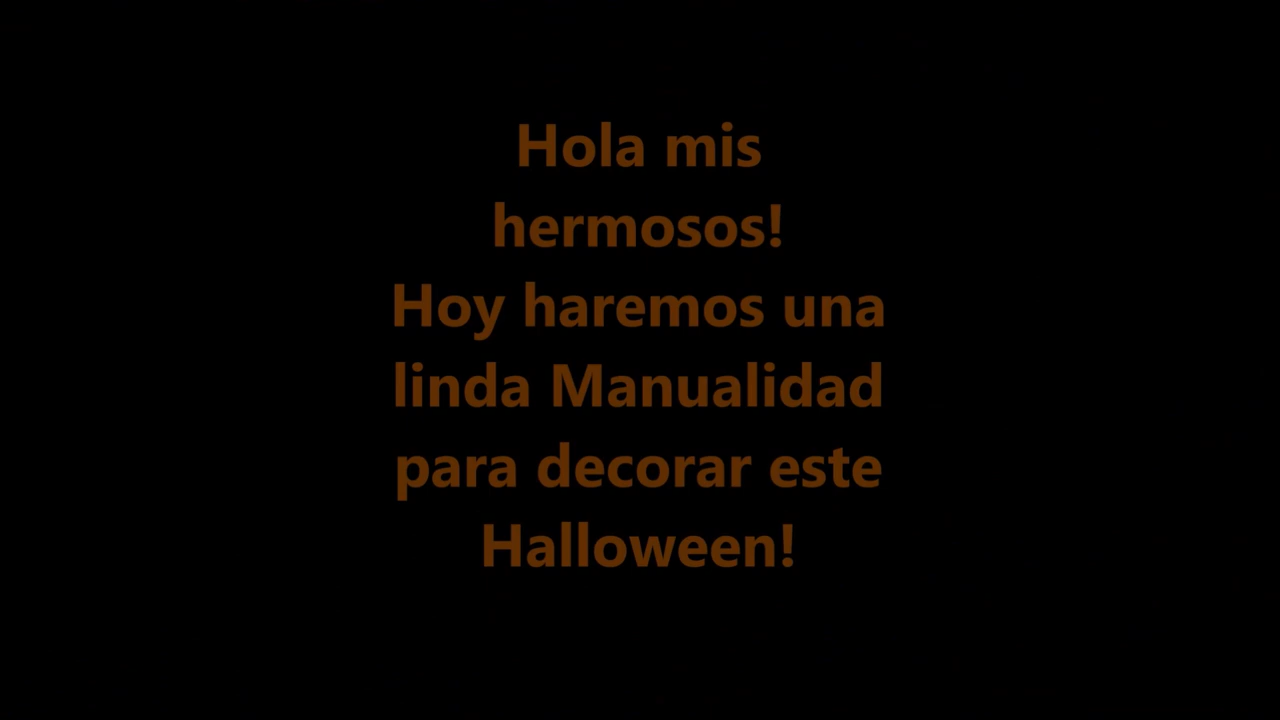 Hola mis
hermosos!
Hoy haremos una
linda Manualidad
para decorar este
Halloween!